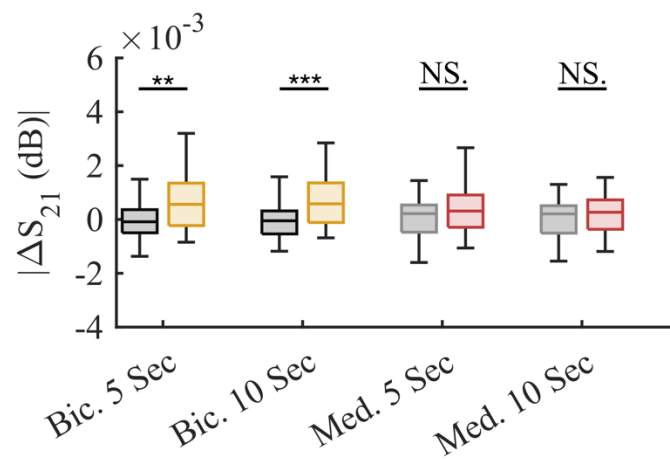 × 10⁻³
6
4
2
0
-2
-4
|ΔS₂₁ (dB)|
**
***
NS.
NS.
Bic. 5 Sec
Bic. 10 Sec
Med. 5 Sec
Med. 10 Sec